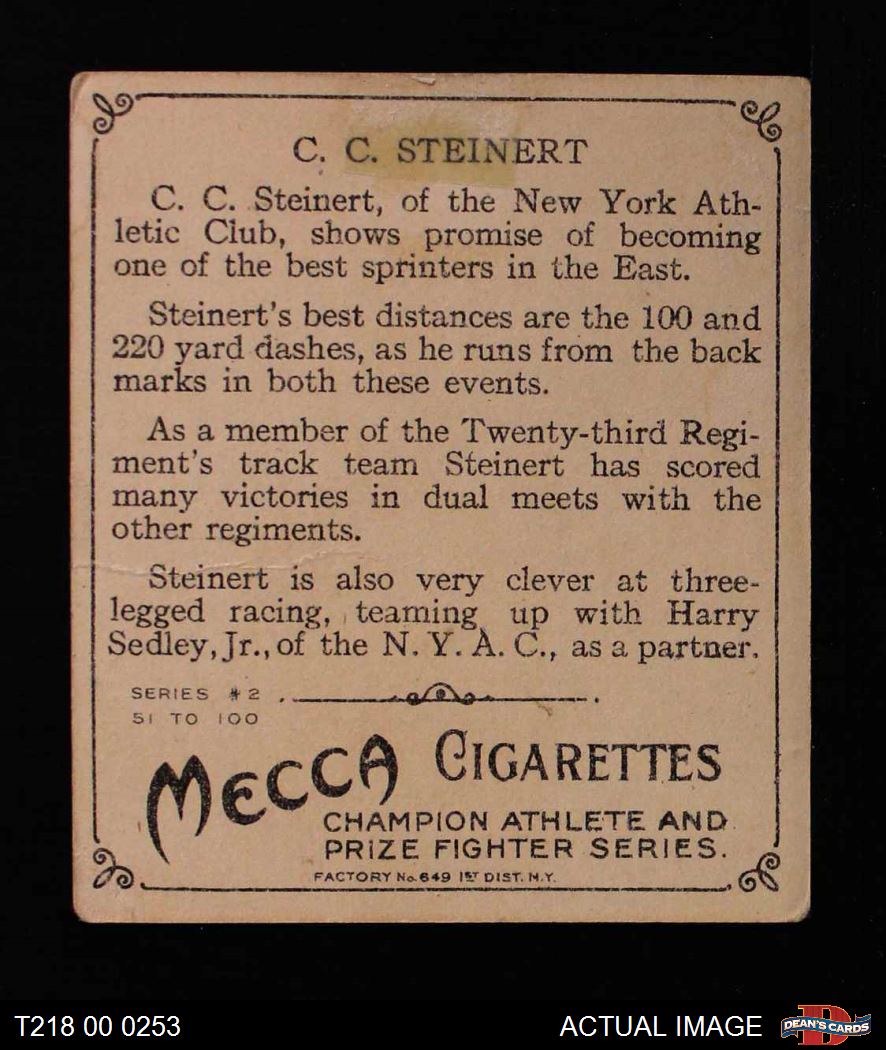 C. C. STEINERT
C. C. Steinert, of the New York Ath-
letic Club, shows promise of becoming
one of the best sprinters in the East.
Steinert's best distances are the 100 and
220 yard dashes, as he runs from the back
marks in both these events.
As a member of the Twenty-third Regi-
ment's track team Steinert has scored
many victories in dual meets with the
other regiments.
Steinert is also very clever at three-
legged racing, teaming up with Harry
Sedley, Jr., of the N. Y. A. C., as a partner.
SERIES #2
51 TO 100
MECCA CIGARETTES
CHAMPION ATHLETE AND
PRIZE FIGHTER SERIES.
FACTORY No. 649 1ST DIST. N.Y.
T218 00 0253
ACTUAL IMAGE
DEAN'S CARDS